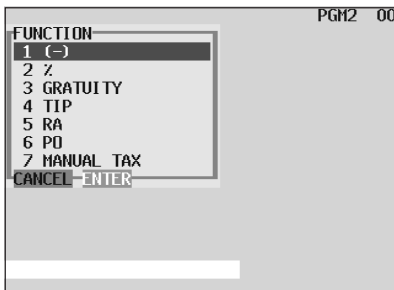 PGM2 00
FUNCTION
1 (-)
2 %
3 GRATUITY
4 TIP
5 RA
6 PO
7 MANUAL TAX
CANCEL ENTER